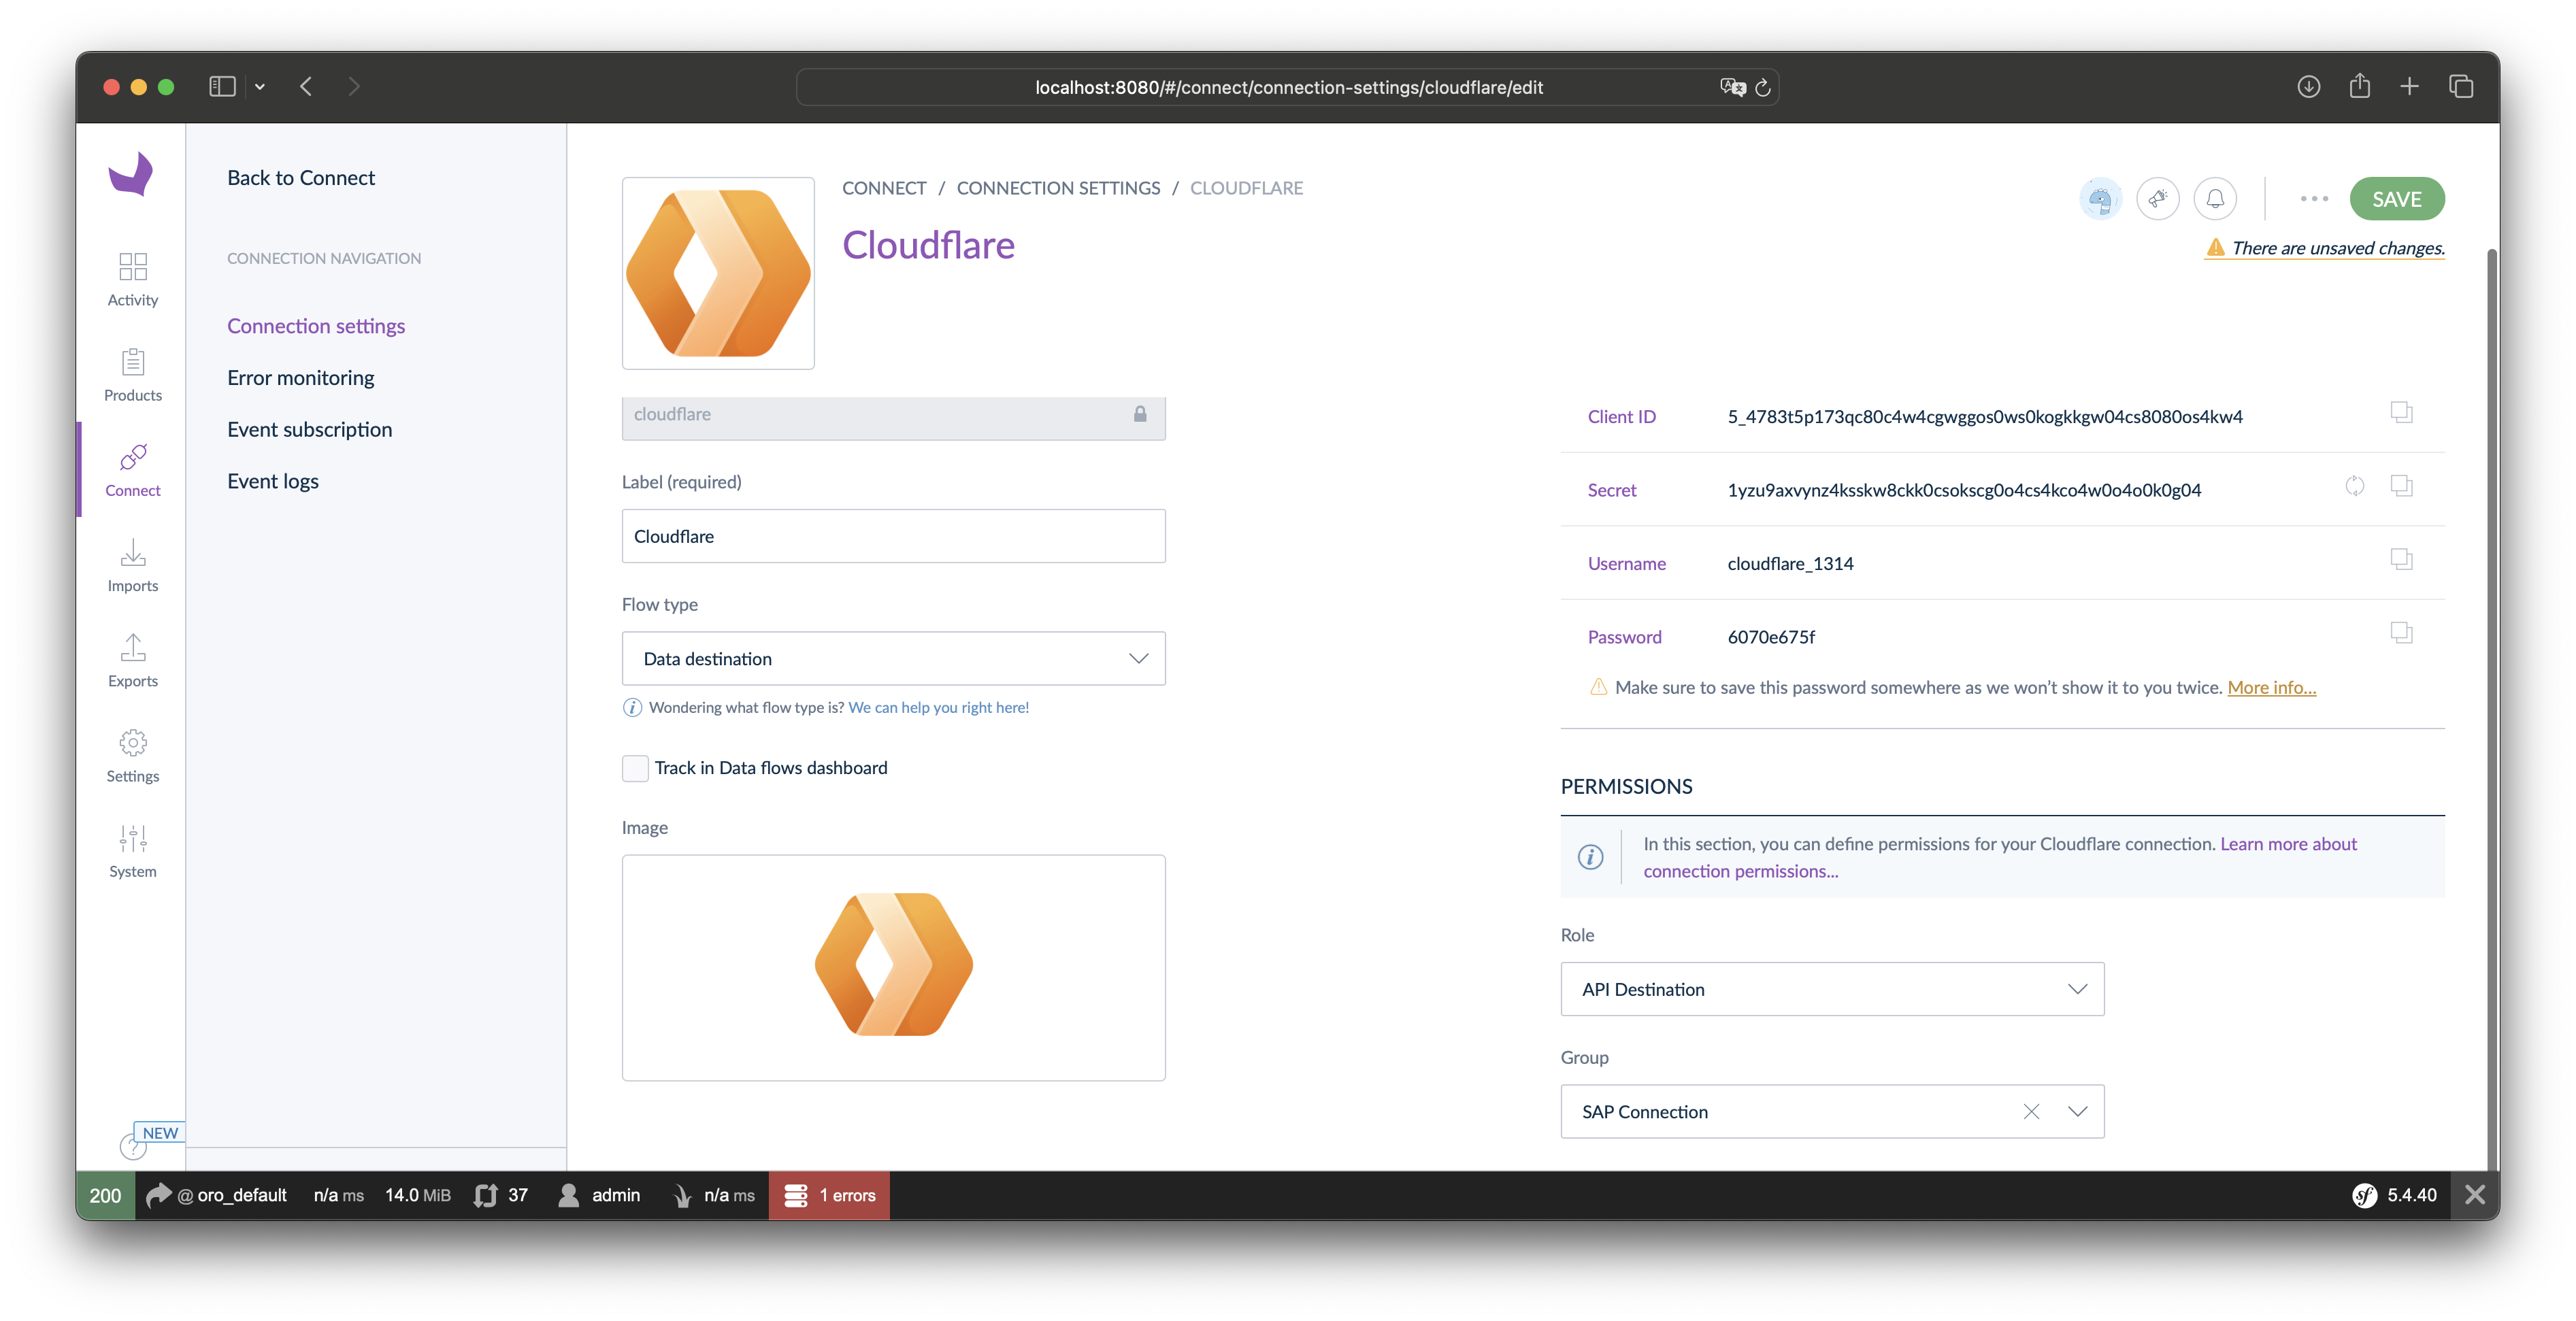 localhost:8080/#/connect/connection-settings/cloudflare/edit
Activity
Products
Connect
Imports
Exports
Settings
System
NEW
?
Back to Connect
CONNECTION NAVIGATION
Connection settings
Error monitoring
Event subscription
Event logs
CONNECT / CONNECTION SETTINGS / CLOUDFLARE
Cloudflare
SAVE
There are unsaved changes.
cloudflare
Label (required)
Cloudflare
Flow type
Data destination
Wondering what flow type is? We can help you right here!
Track in Data flows dashboard
Image
Client ID 5_4783t5p173qc80c4w4cgwggos0ws0kogkkgw04cs8080os4kw4
Secret 1yzu9axvynz4ksskw8ckk0csokscg0o4cs4kco4w0o4o0k0g04
Username cloudflare_1314
Password 6070e675f
Make sure to save this password somewhere as we won't show it to you twice. More info...
PERMISSIONS
In this section, you can define permissions for your Cloudflare connection. Learn more about
connection permissions...
Role
API Destination
Group
SAP Connection
200 @ oro_default n/a ms 14.0 MiB 37 admin n/a ms 1 errors sf 5.4.40